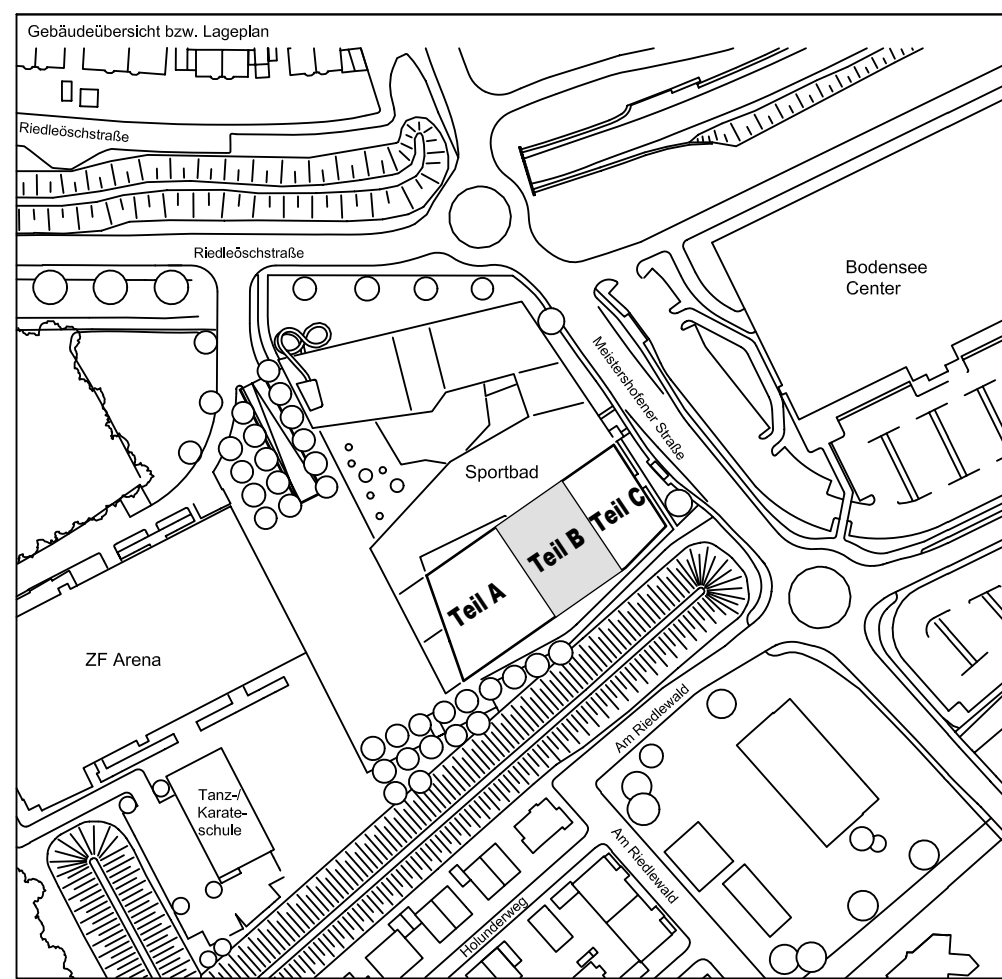 Gebäudeübersicht bzw. Lageplan
Riedleöschstraße
Riedleöschstraße
Bodensee
Center
Meistershofener Straße
Sportbad
Teil C
Teil B
Teil A
ZF Arena
Am Riedlewald
Tanz-/
Karate-
schule
Am Riedlewald
Holunderweg